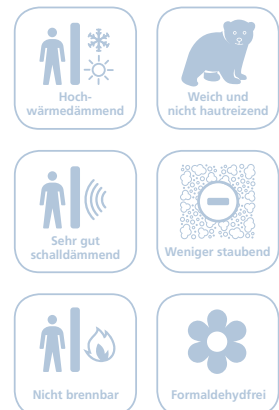 Hoch-
wärmedämmend
Weich und
nicht hautreizend
Sehr gut
schalldämmend
Weniger staubend
Nicht brennbar
Formaldehydfrei